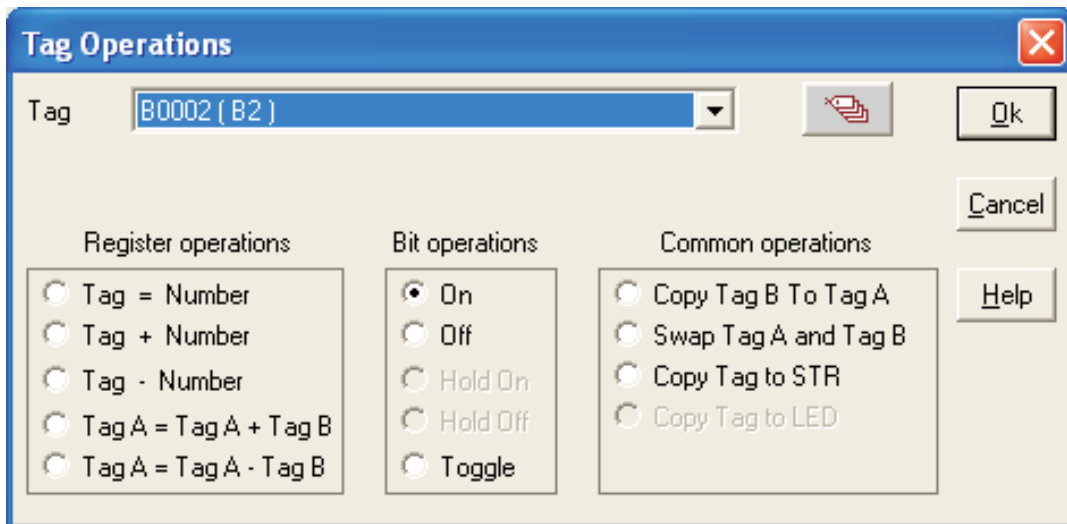 Tag Operations
Tag B0002 ( B2 )
Ok
Cancel
Help
Register operations
Tag = Number
Tag + Number
Tag - Number
Tag A = Tag A + Tag B
Tag A = Tag A - Tag B
Bit operations
On
Off
Hold On
Hold Off
Toggle
Common operations
Copy Tag B To Tag A
Swap Tag A and Tag B
Copy Tag to STR
Copy Tag to LED